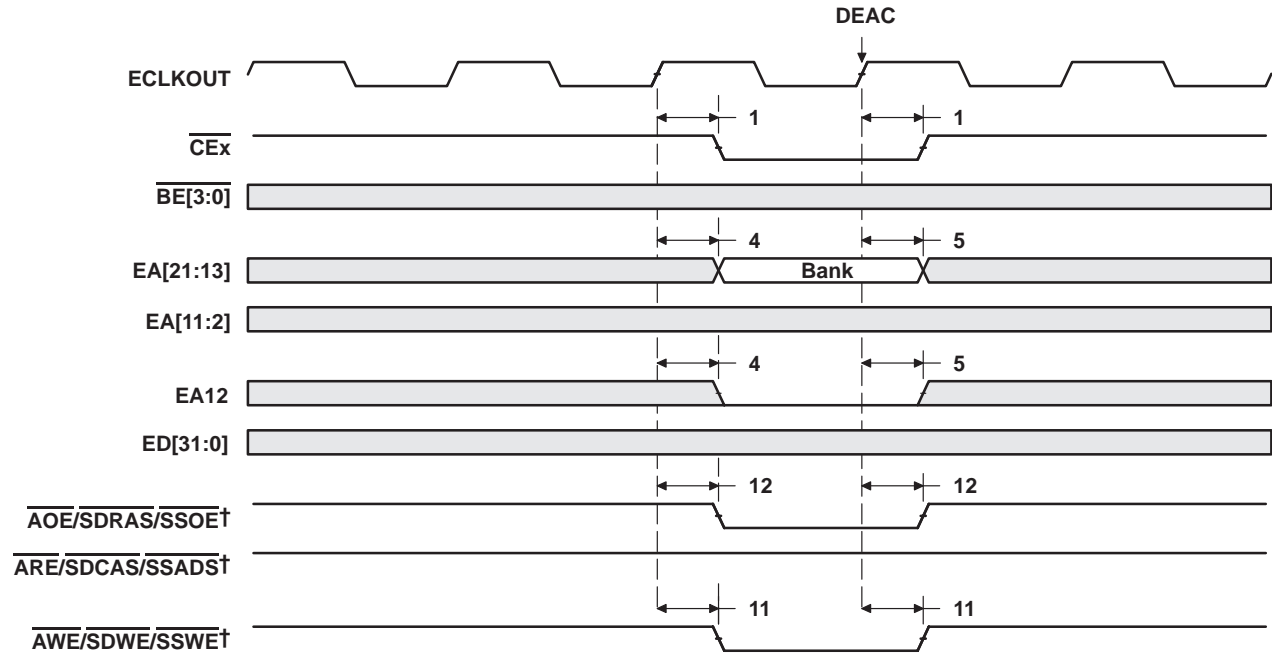 DEAC
ECLKOUT
1 1
CEx
BE[3:0]
4 5
EA[21:13] Bank
EA[11:2]
4 5
EA12
ED[31:0]
12 12
AOE/SDRAS/SSOE†
ARE/SDCAS/SSADS†
11 11
AWE/SDWE/SSWE†